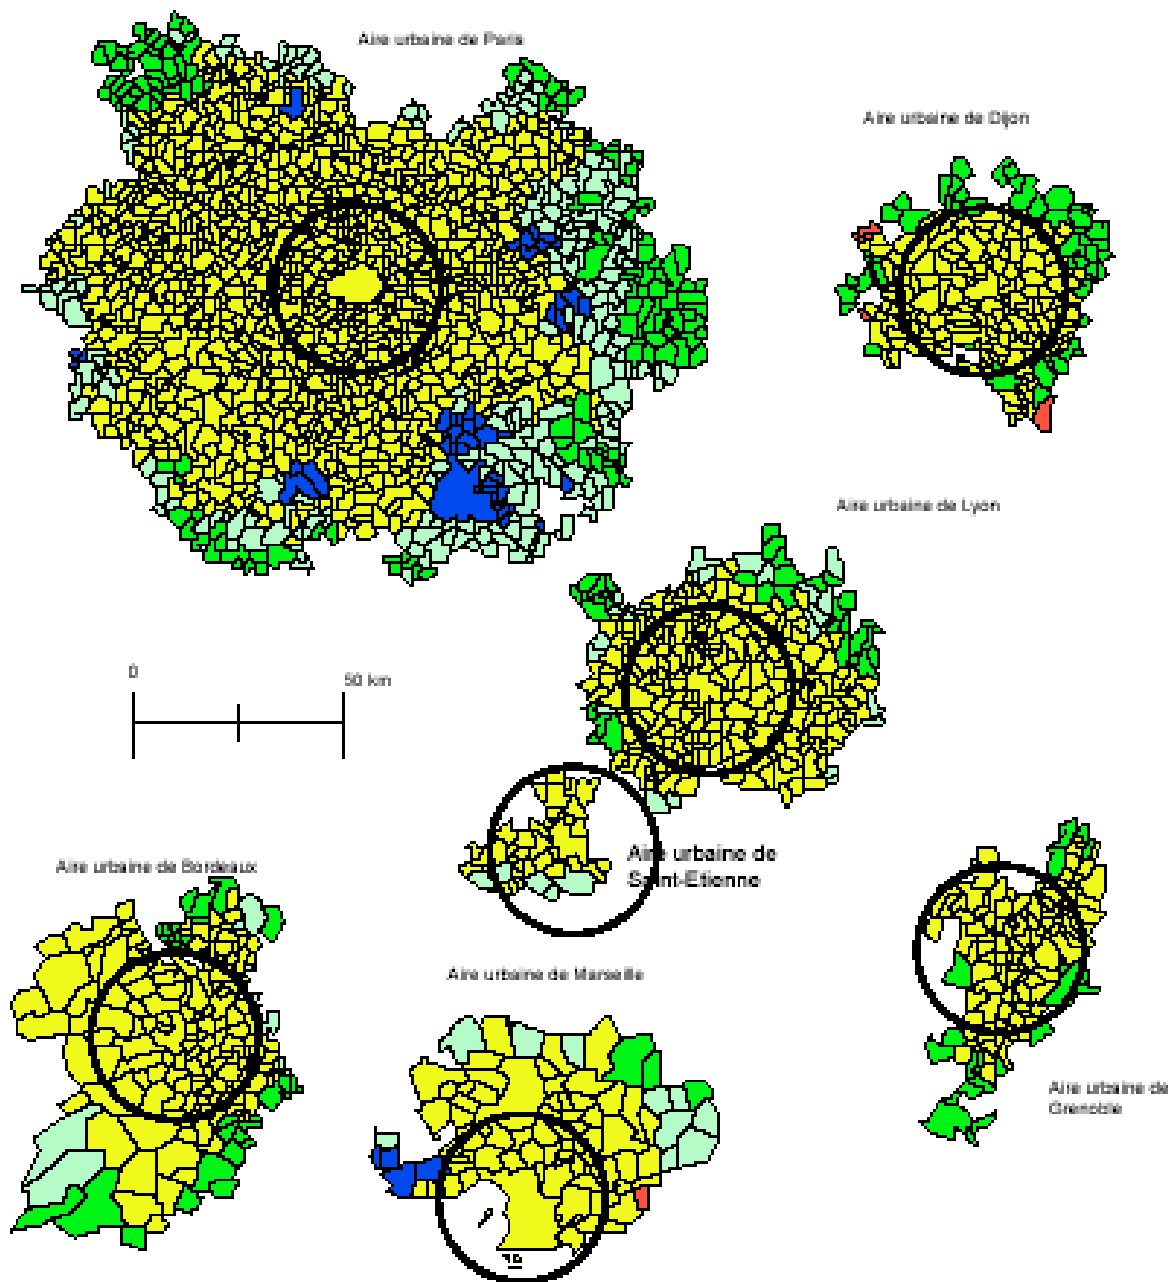 Aire urbaine de Paris
Aire urbaine de Dijon
Aire urbaine de Lyon
0
50 km
Aire urbaine de
Saint-Etienne
Aire urbaine de Bordeaux
Aire urbaine de Marseille
Aire urbaine de
Grenoble